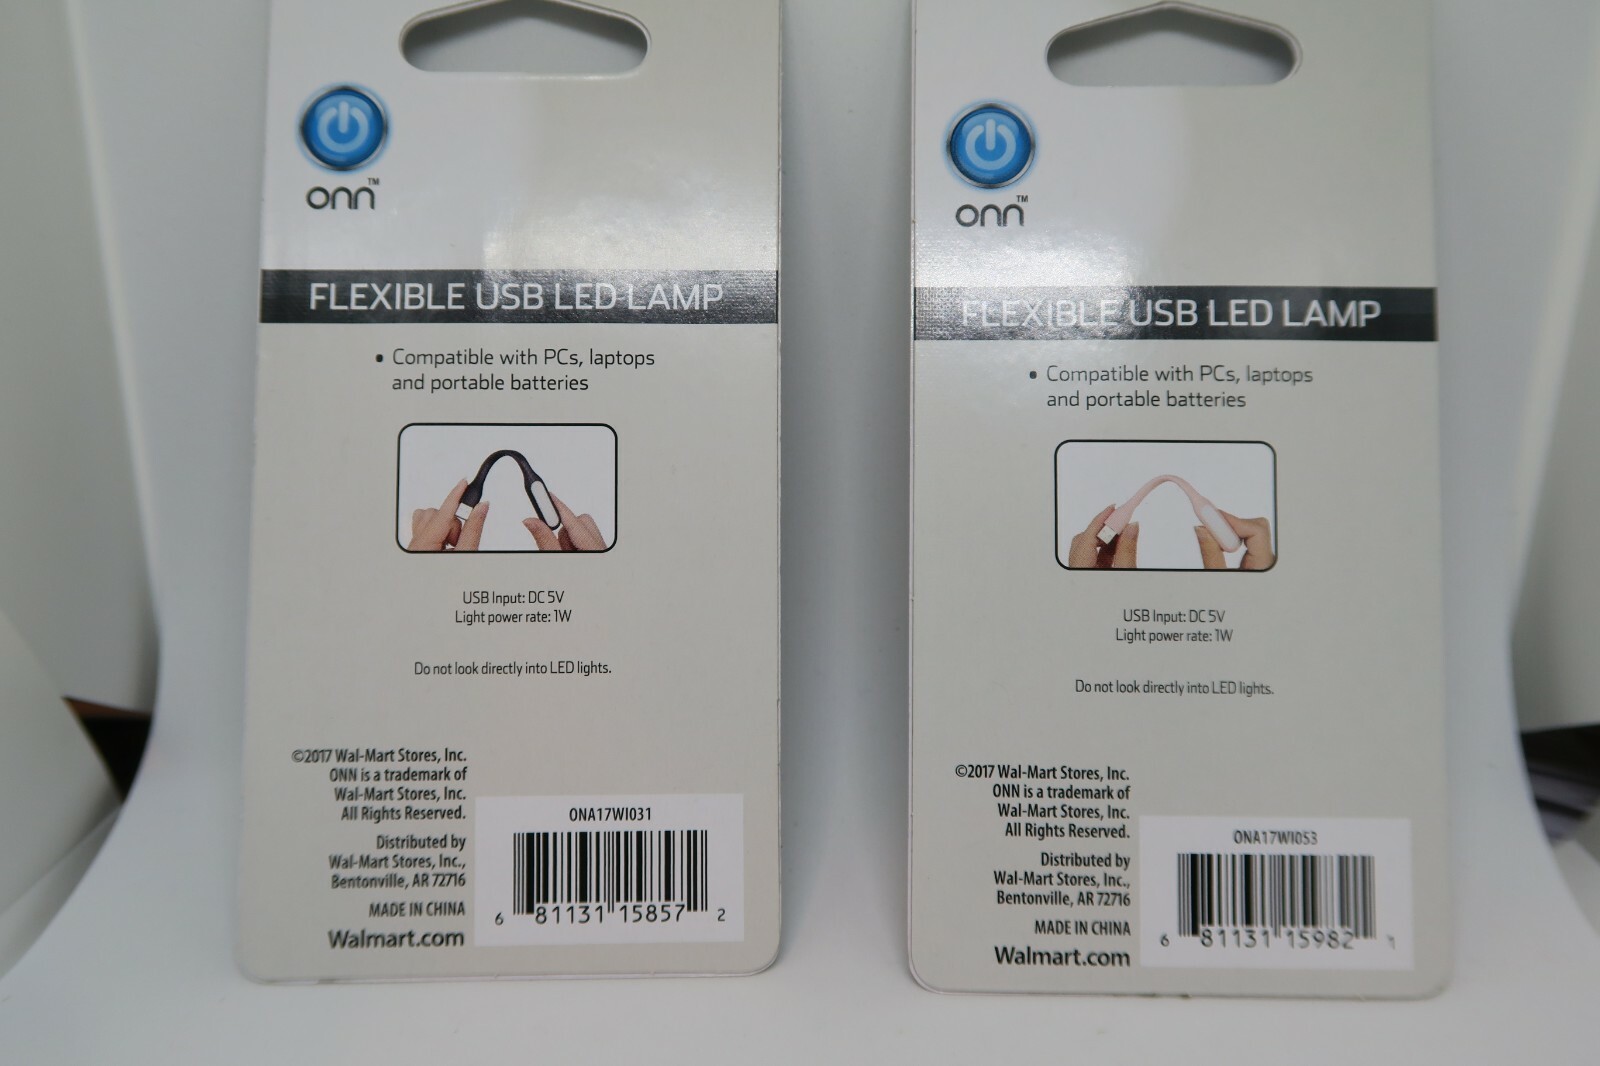 onn™
FLEXIBLE USB LED LAMP
• Compatible with PCs, laptops
and portable batteries
USB Input: DC 5V
Light power rate: 1W
Do not look directly into LED lights.
©2017 Wal-Mart Stores, Inc.
ONN is a trademark of
Wal-Mart Stores, Inc.
All Rights Reserved.
Distributed by
Wal-Mart Stores, Inc.,
Bentonville, AR 72716
MADE IN CHINA
Walmart.com
ONA17WI031
6 81131 15857 2
onn™
FLEXIBLE USB LED LAMP
• Compatible with PCs, laptops
and portable batteries
USB Input: DC 5V
Light power rate: 1W
Do not look directly into LED lights.
©2017 Wal-Mart Stores, Inc.
ONN is a trademark of
Wal-Mart Stores, Inc.
All Rights Reserved.
Distributed by
Wal-Mart Stores, Inc.,
Bentonville, AR 72716
MADE IN CHINA
Walmart.com
ONA17WI053
6 81131 15982 1